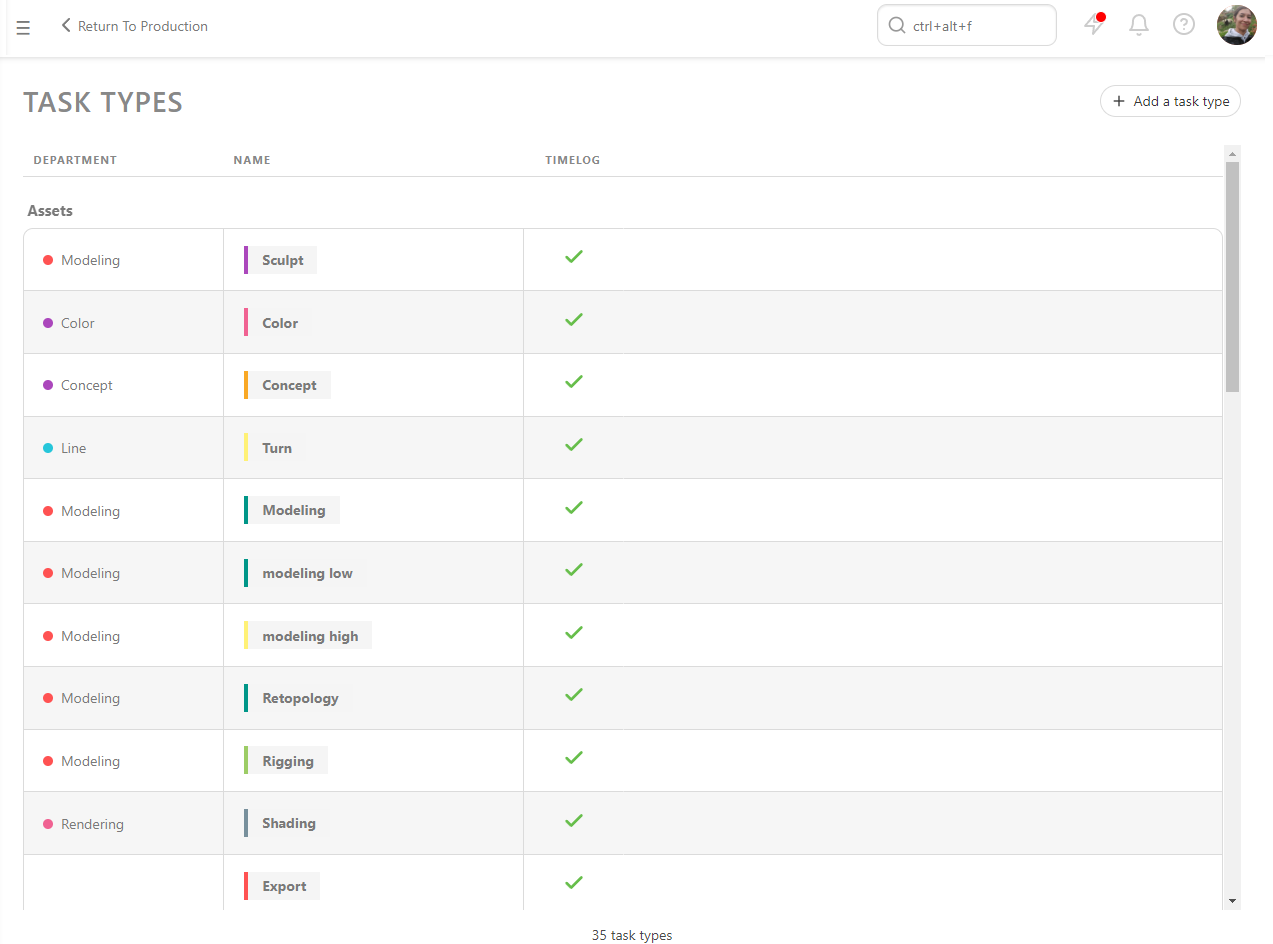 Return To Production
ctrl+alt+f
TASK TYPES
Add a task type
DEPARTMENT NAME TIMELOG
Assets
Modeling Sculpt
Color Color
Concept Concept
Line Turn
Modeling Modeling
Modeling modeling low
Modeling modeling high
Modeling Retopology
Modeling Rigging
Rendering Shading
Export
35 task types